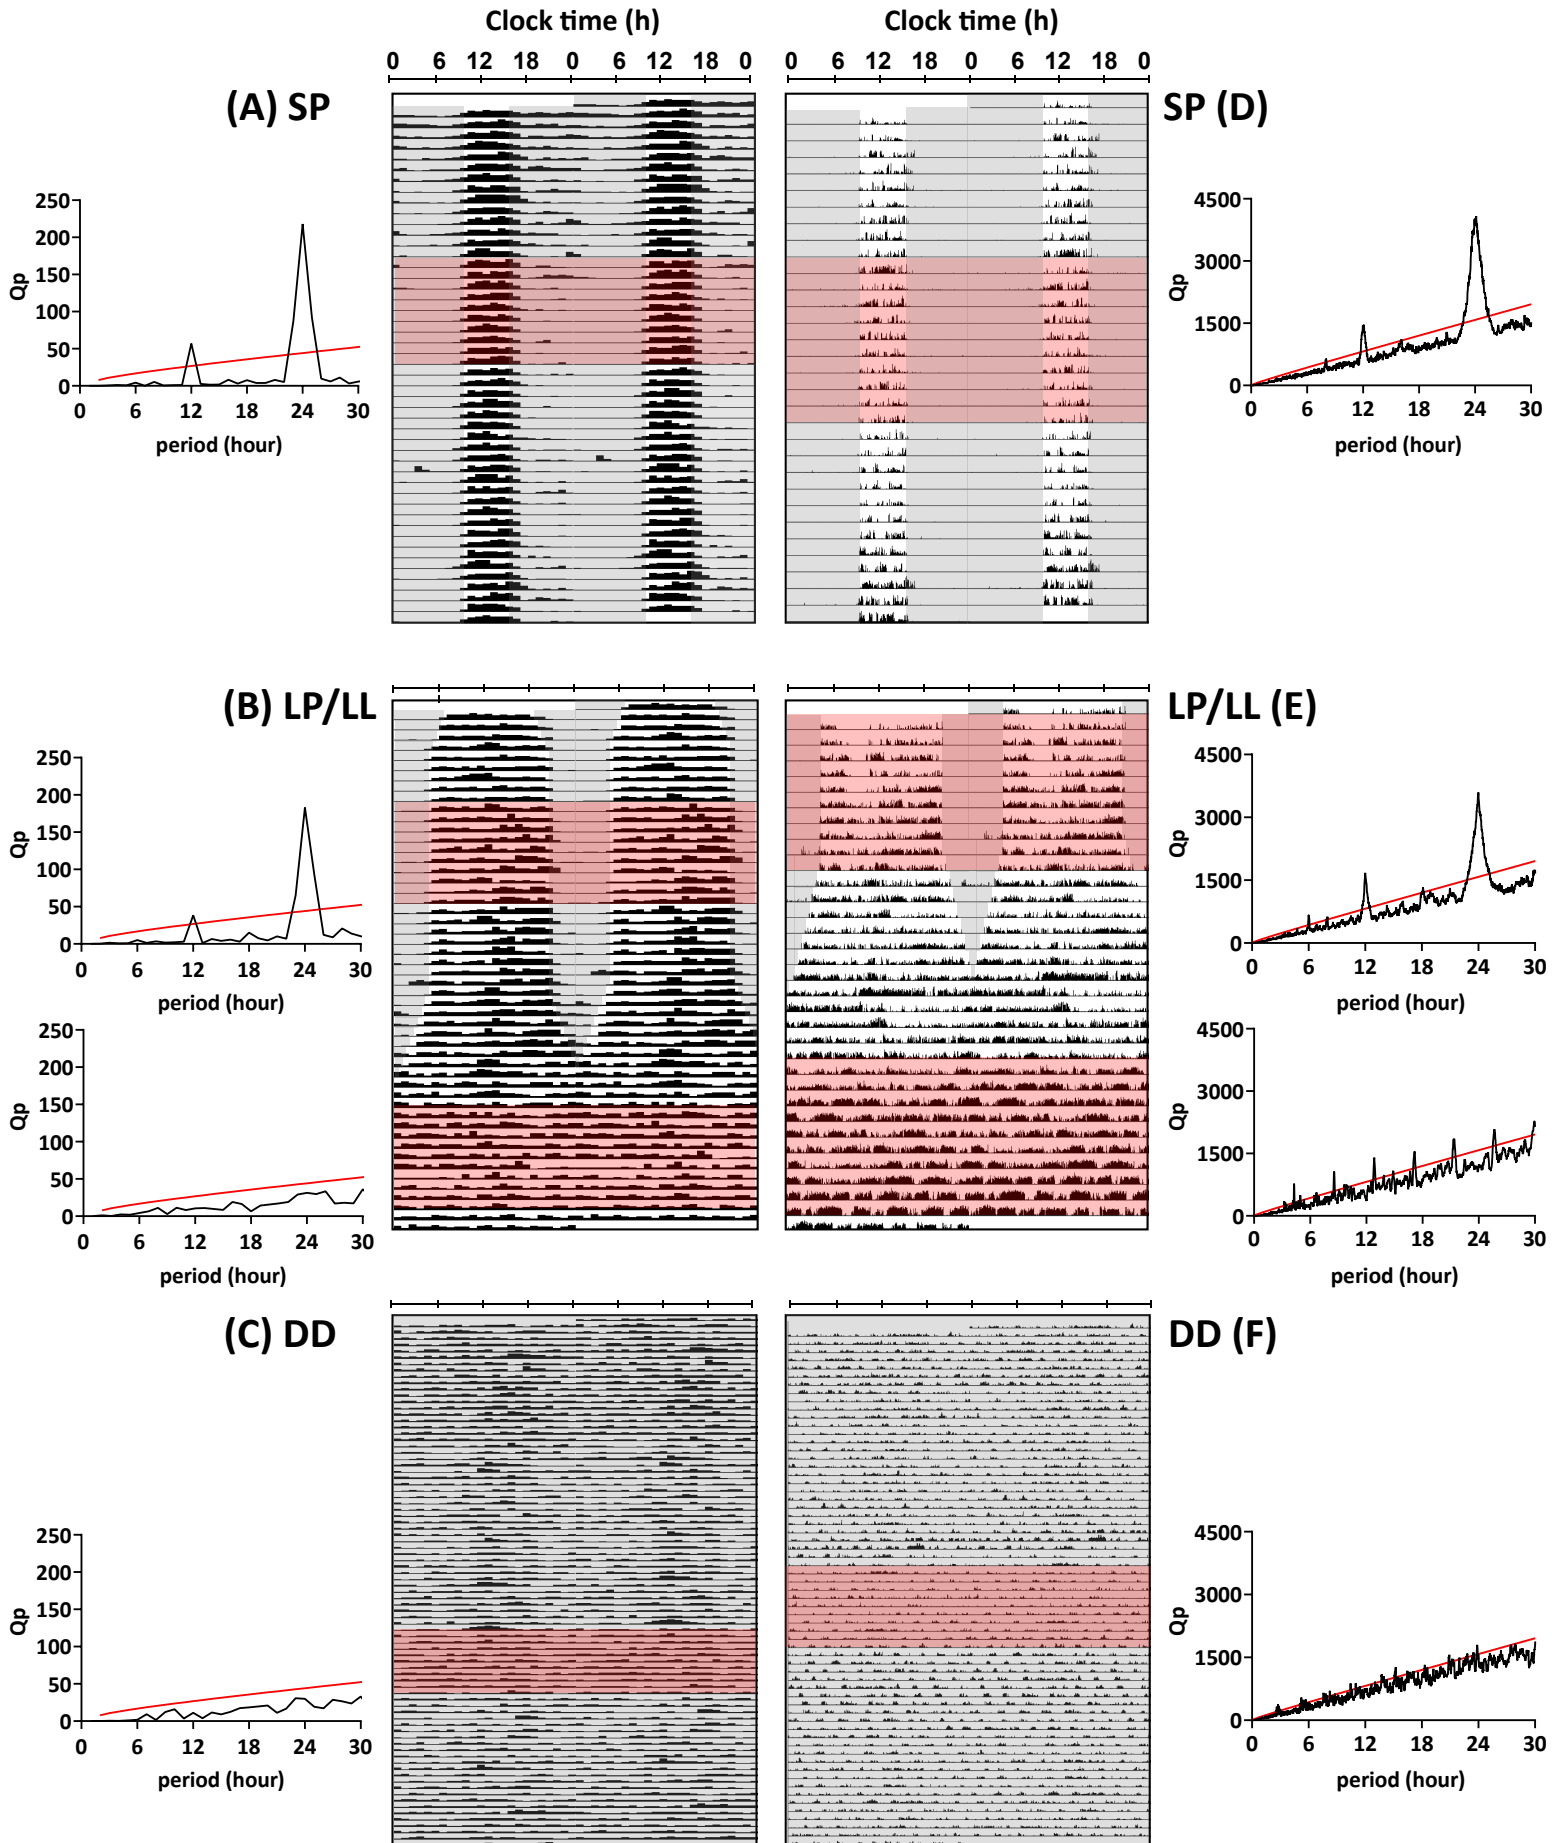 Clock time (h) Clock time (h)
0 6 12 18 0 6 12 18 0 0 6 12 18 0 6 12 18 0
(A) SP SP (D)
250
200
150
100
50
0
Qp
0 6 12 18 24 30
period (hour)
4500
3000
1500
0
Qp
0 6 12 18 24 30
period (hour)
(B) LP/LL LP/LL (E)
250
200
150
100
50
0
Qp
0 6 12 18 24 30
period (hour)
4500
3000
1500
0
Qp
0 6 12 18 24 30
period (hour)
250
200
150
100
50
0
Qp
0 6 12 18 24 30
period (hour)
4500
3000
1500
0
Qp
0 6 12 18 24 30
period (hour)
(C) DD DD (F)
250
200
150
100
50
0
Qp
0 6 12 18 24 30
period (hour)
4500
3000
1500
0
Qp
0 6 12 18 24 30
period (hour)